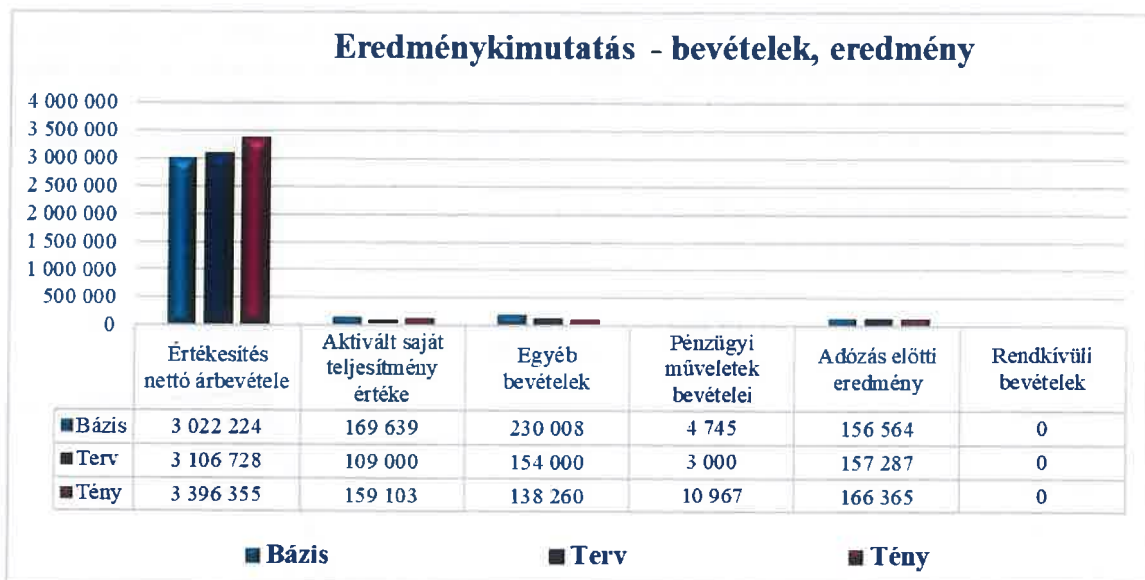 Eredménykimutatás - bevételek, eredmény
4 000 000
3 500 000
3 000 000
2 500 000
2 000 000
1 500 000
1 000 000
500 000
0
Értékesítés nettó árbevétele
Aktivált saját teljesítmény értéke
Egyéb bevételek
Pénzügyi műveletek bevételei
Adózás előtti eredmény
Rendkívüli bevételek
Bázis 3 022 224 169 639 230 008 4 745 156 564 0
Terv 3 106 728 109 000 154 000 3 000 157 287 0
Tény 3 396 355 159 103 138 260 10 967 166 365 0
Bázis Terv Tény